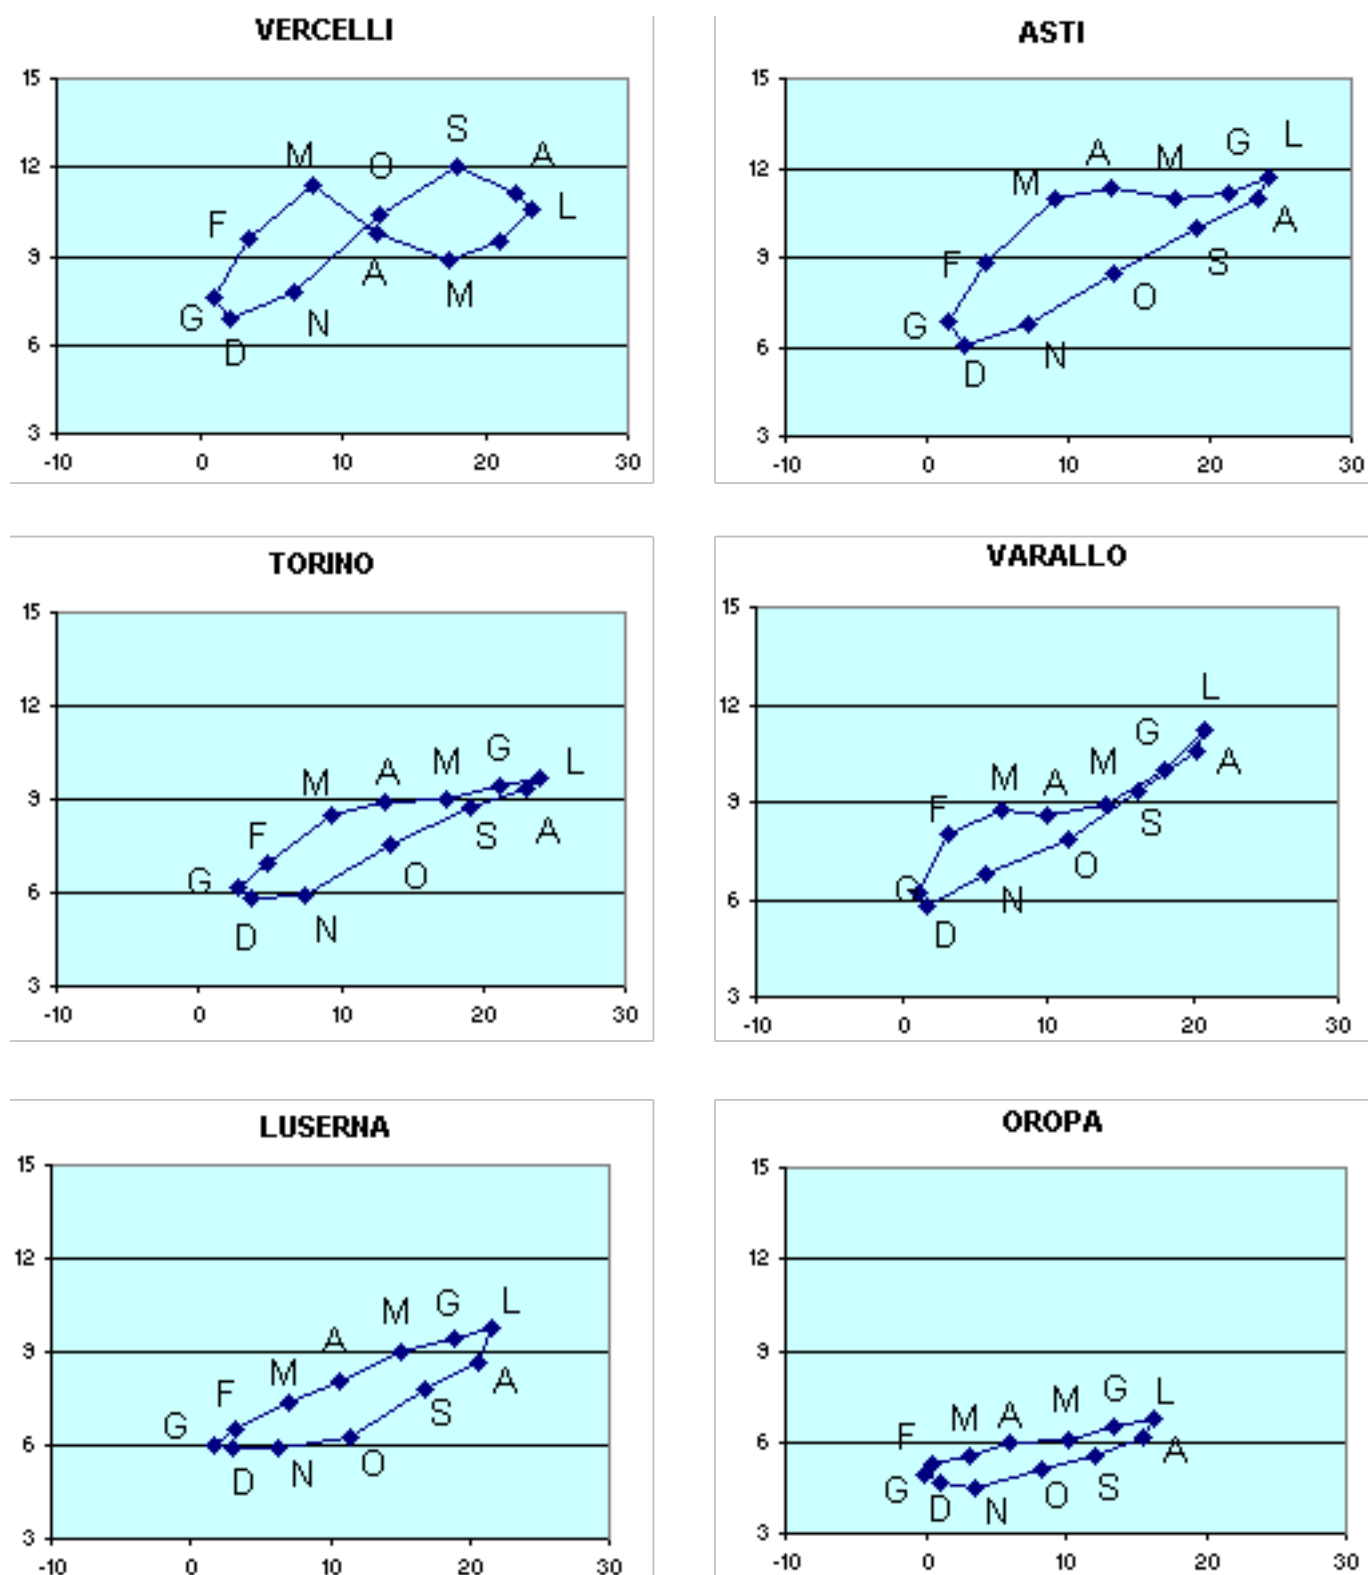 VERCELLI
15
12
9
6
3
-10 0 10 20 30
S
M O A
F L
A
G N M
D
ASTI
15
12
9
6
3
-10 0 10 20 30
G L
A M
M
A
F S
O
G N
D
TORINO
15
12
9
6
3
-10 0 10 20 30
G L
M A M
F S A
G O
D N
VARALLO
15
12
9
6
3
-10 0 10 20 30
L
G
M A M A
F S
O
G N
D
LUSERNA
15
12
9
6
3
-10 0 10 20 30
M G L
A
F M A
G S
D N O
OROPA
15
12
9
6
3
-10 0 10 20 30
G L
F M A M
A
G D N O S